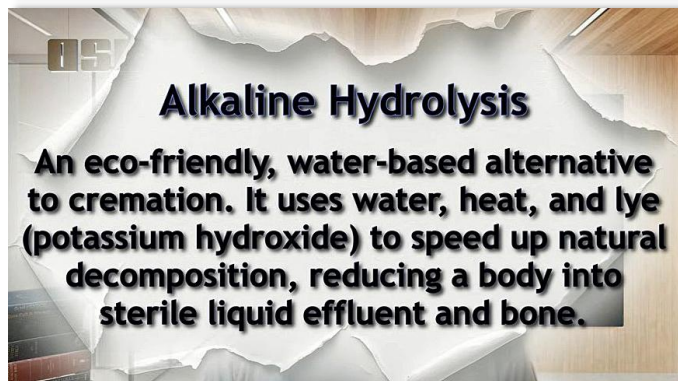 Alkaline Hydrolysis
An eco-friendly, water-based alternative
to cremation. It uses water, heat, and lye
(potassium hydroxide) to speed up natural
decomposition, reducing a body into
sterile liquid effluent and bone.